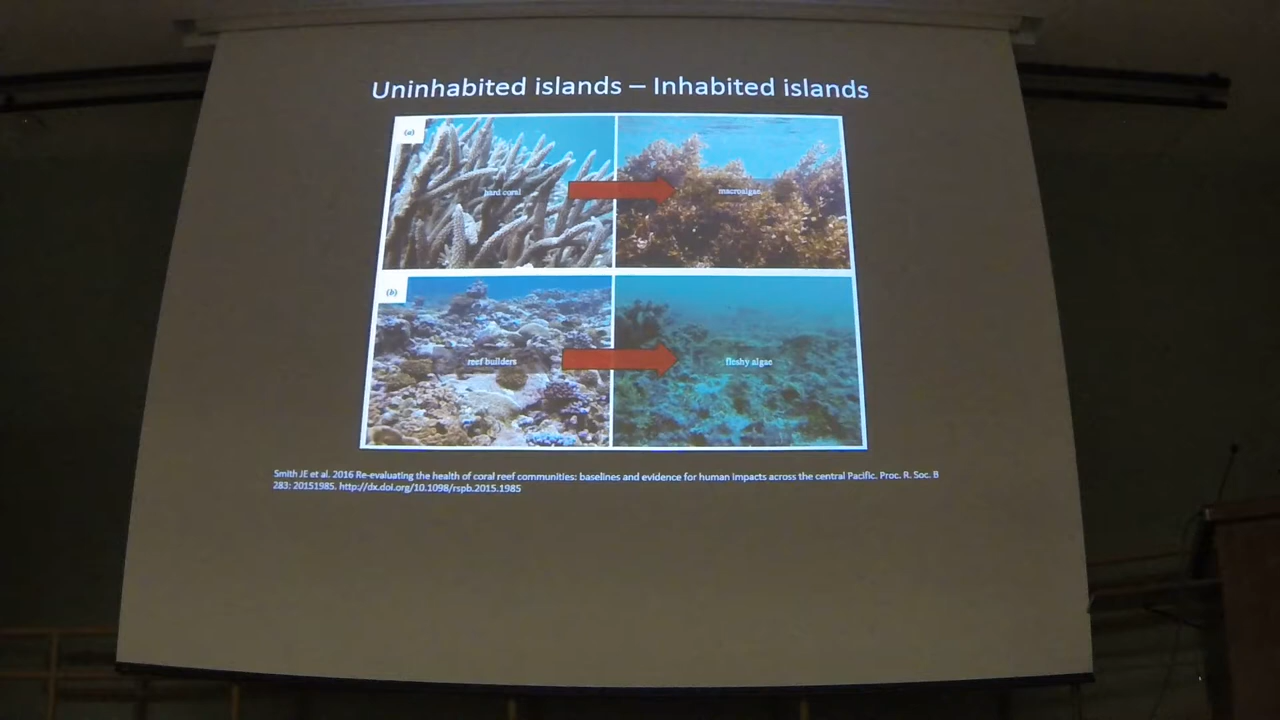 Uninhabited islands – Inhabited islands
(a)
hard coral
macroalgae
(b)
reef builders
fleshy algae
Smith JE et al. 2016 Re-evaluating the health of coral reef communities: baselines and evidence for human impacts across the central Pacific. Proc. R. Soc. B
283: 20151985. http://dx.doi.org/10.1098/rspb.2015.1985